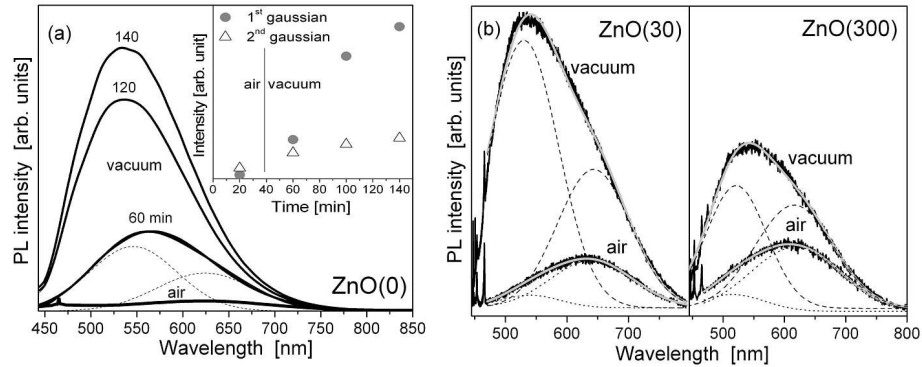 (a)
140
120
vacuum
60 min
air
ZnO(0)
PL intensity [arb. units]
450 500 550 600 650 700 750 800 850
Wavelength [nm]
1st gaussian
2nd gaussian
air vacuum
Intensity [arb. unit]
0 20 40 60 80 100 120 140
Time [min]
(b)
ZnO(30)
vacuum
air
PL intensity [arb. units]
500 600 700
Wavelength [nm]
ZnO(300)
vacuum
air
500 600 700 800
Wavelength [nm]